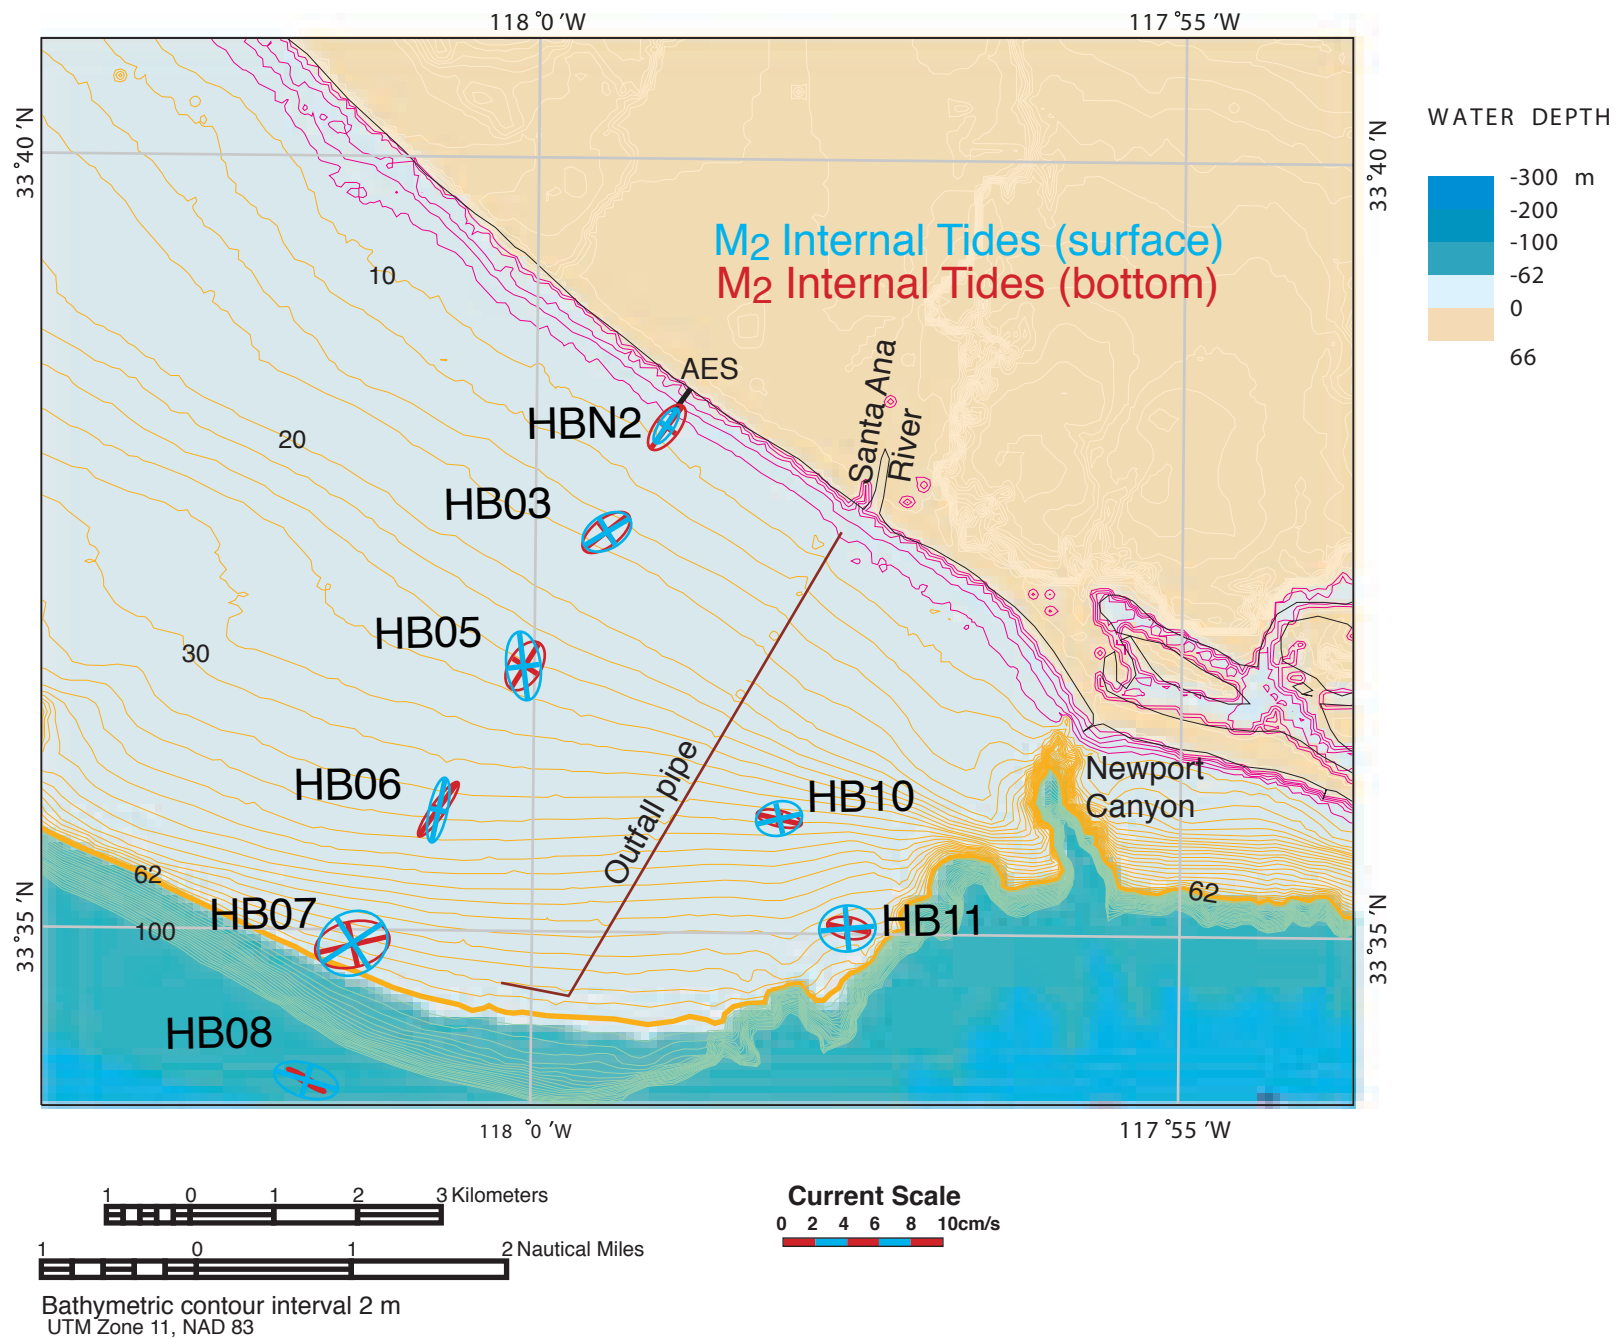 118 °0 'W
117 °55 'W
33 °40 'N
33 °40 'N
WATER DEPTH
-300 m
-200
-100
-62
0
66
M2 Internal Tides (surface)
M2 Internal Tides (bottom)
10
AES
Santa Ana
River
HBN2
20
HB03
HB05
30
HB06
Outfall pipe
HB10
Newport
Canyon
62
62
HB07
100
HB11
33 °35 'N
33 °35 'N
HB08
118 °0 'W
117 °55 'W
1 0 1 2 3 Kilometers
1 0 1 2 Nautical Miles
Current Scale
0 2 4 6 8 10cm/s
Bathymetric contour interval 2 m
UTM Zone 11, NAD 83